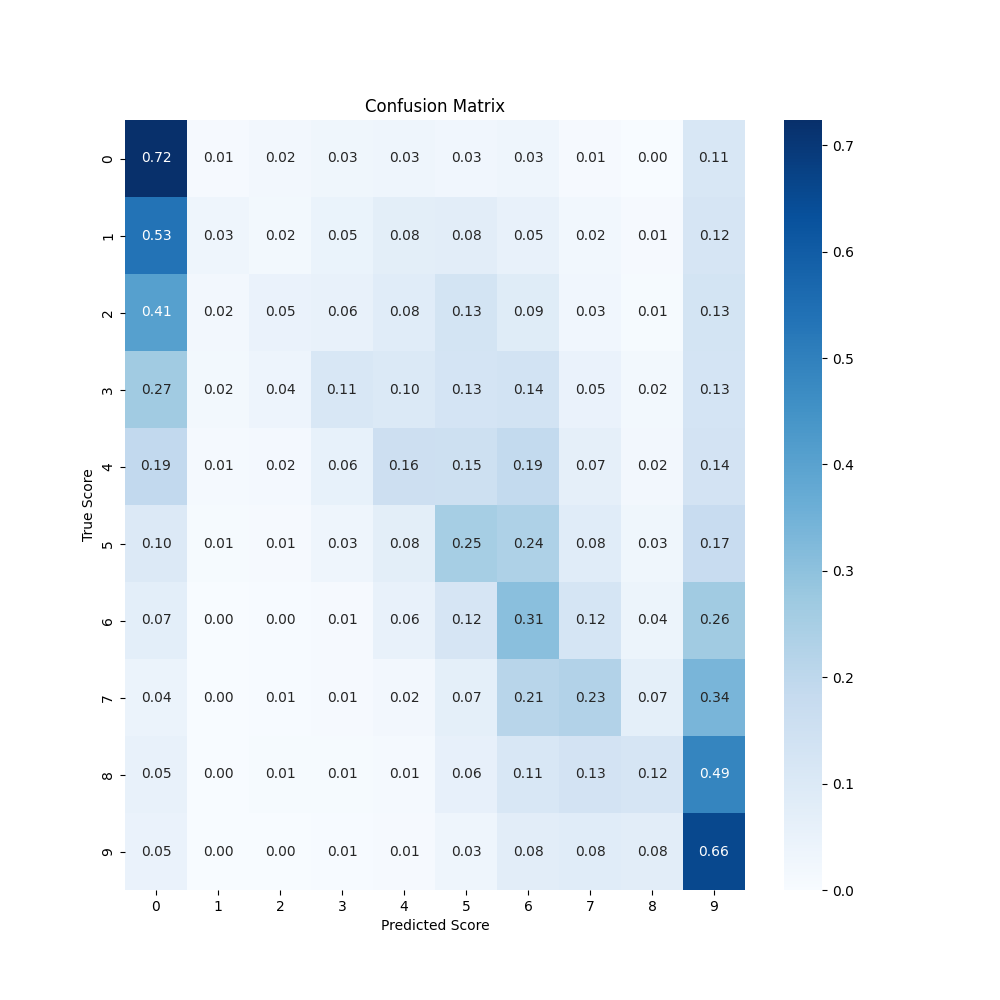 Confusion Matrix
0 0.72 0.01 0.02 0.03 0.03 0.03 0.03 0.01 0.00 0.11
1 0.53 0.03 0.02 0.05 0.08 0.08 0.05 0.02 0.01 0.12
2 0.41 0.02 0.05 0.06 0.08 0.13 0.09 0.03 0.01 0.13
3 0.27 0.02 0.04 0.11 0.10 0.13 0.14 0.05 0.02 0.13
4 0.19 0.01 0.02 0.06 0.16 0.15 0.19 0.07 0.02 0.14
5 0.10 0.01 0.01 0.03 0.08 0.25 0.24 0.08 0.03 0.17
6 0.07 0.00 0.00 0.01 0.06 0.12 0.31 0.12 0.04 0.26
7 0.04 0.00 0.01 0.01 0.02 0.07 0.21 0.23 0.07 0.34
8 0.05 0.00 0.01 0.01 0.01 0.06 0.11 0.13 0.12 0.49
9 0.05 0.00 0.00 0.01 0.01 0.03 0.08 0.08 0.08 0.66
0 1 2 3 4 5 6 7 8 9
Predicted Score
True Score
0.7
0.6
0.5
0.4
0.3
0.2
0.1
0.0